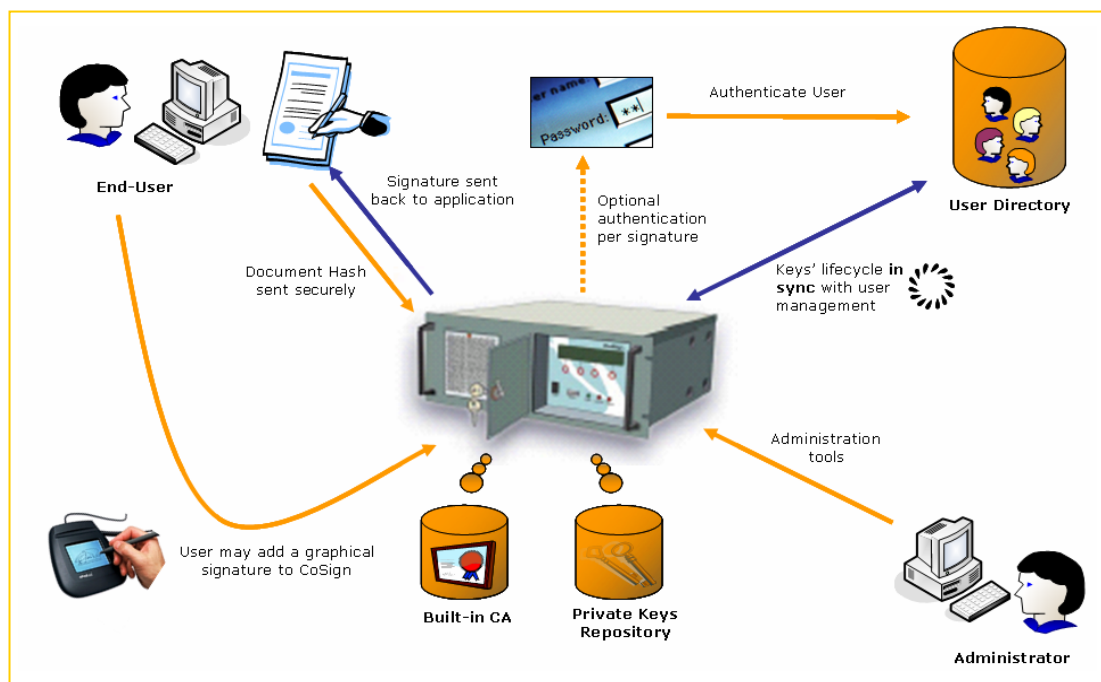 er name
Password: **
Authenticate User
End-User
Signature sent
back to application
Optional
authentication
per signature
User Directory
Document Hash
sent securely
Keys' lifecycle in
sync with user
management
Administration
tools
User may add a graphical
signature to CoSign
Built-in CA
Private Keys
Repository
Administrator